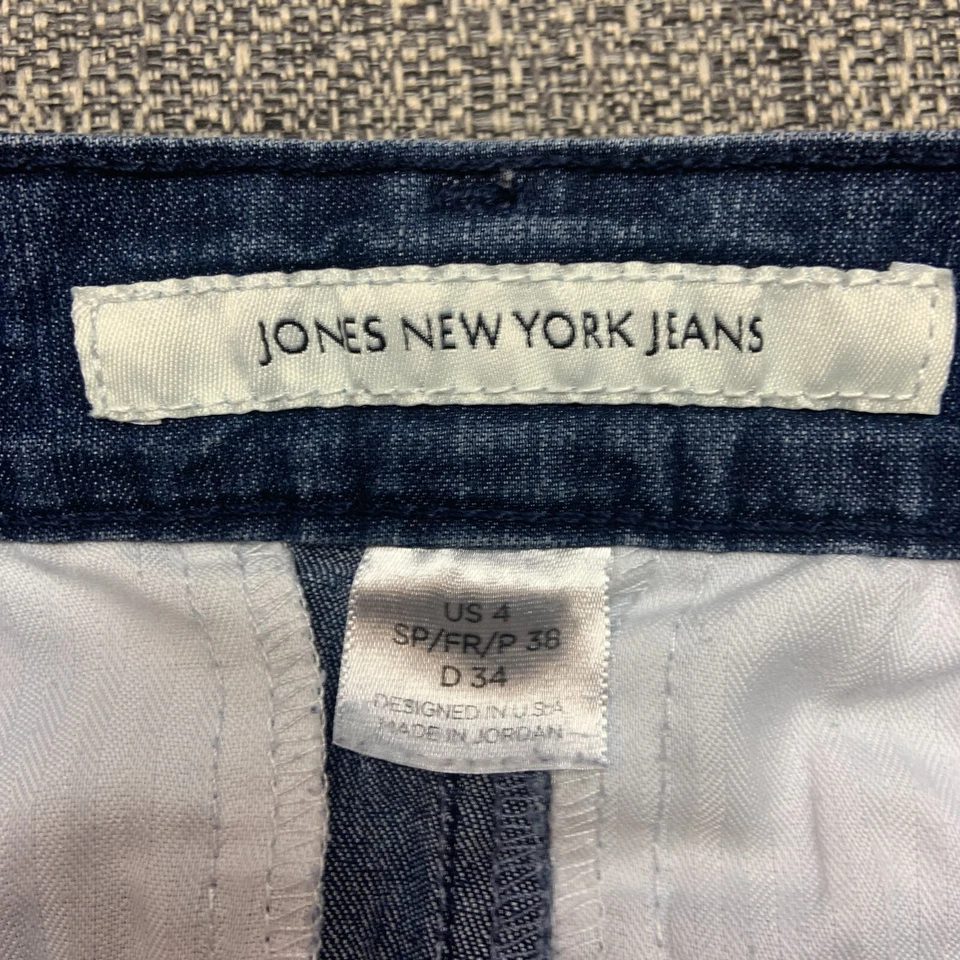 JONES NEW YORK JEANS
US 4
SP/FR/P 38
D 34
DESIGNED IN U.S.A
MADE IN JORDAN